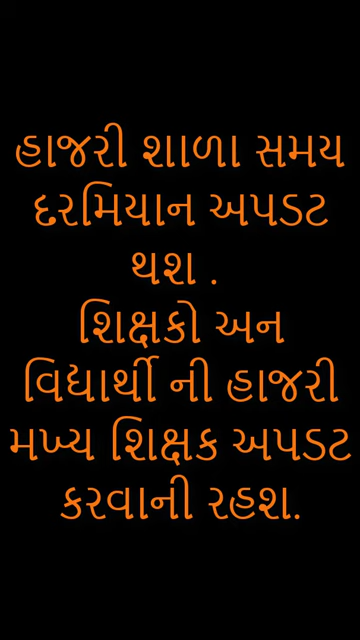 હાજરી શાળા સમય
દરમિયાન અપડટ
થશ .
શિક્ષકો અન
વિદ્યાર્થી ની હાજરી
મખ્ય શિક્ષક અપડટ
કરવાની રહશ.